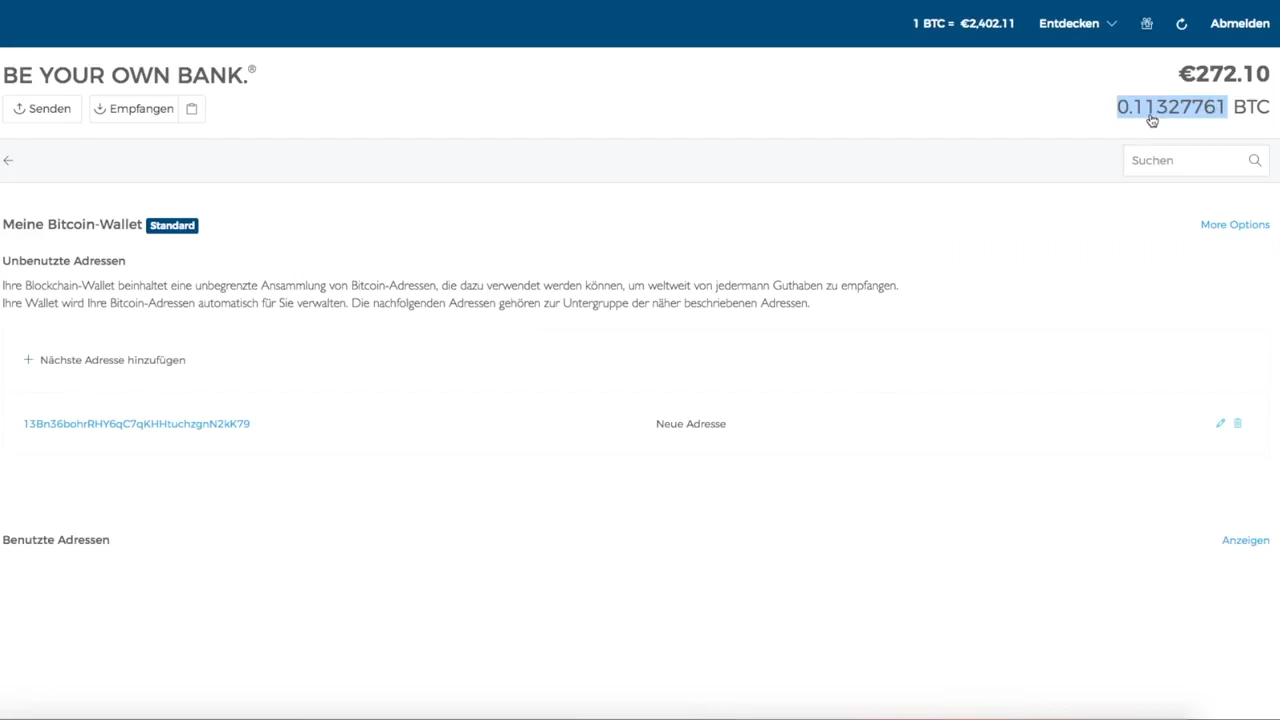 1 BTC = €2,402.11 Entdecken Abmelden
BE YOUR OWN BANK.®
€272.10
Senden Empfangen
0.11327761 BTC
Suchen
Meine Bitcoin-Wallet Standard
More Options
Unbenutzte Adressen
Ihre Blockchain-Wallet beinhaltet eine unbegrenzte Ansammlung von Bitcoin-Adressen, die dazu verwendet werden können, um weltweit von jedermann Guthaben zu empfangen.
Ihre Wallet wird Ihre Bitcoin-Adressen automatisch für Sie verwalten. Die nachfolgenden Adressen gehören zur Untergruppe der näher beschriebenen Adressen.
Nächste Adresse hinzufügen
13Bn36bohrRHY6qC7qKHHtuchzgnN2kK79 Neue Adresse
Benutzte Adressen Anzeigen